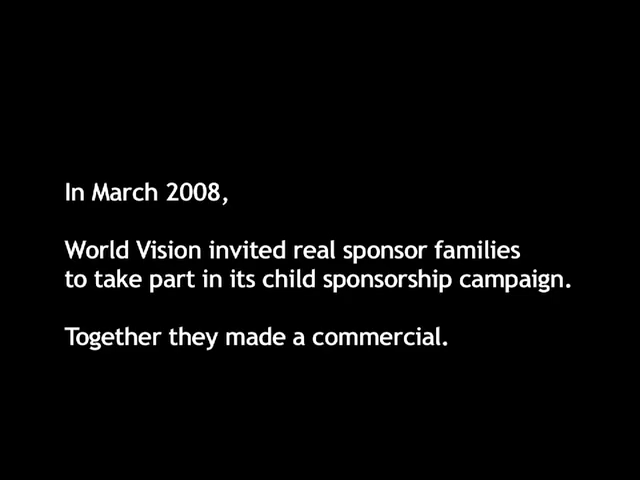 In March 2008,
World Vision invited real sponsor families
to take part in its child sponsorship campaign.
Together they made a commercial.